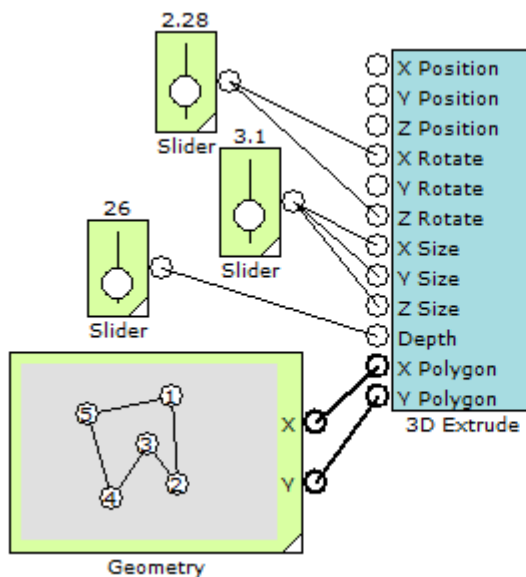 2.28
Slider
3.1
Slider
26
Slider
X Position
Y Position
Z Position
X Rotate
Y Rotate
Z Rotate
X Size
Y Size
Z Size
Depth
X Polygon
Y Polygon
3D Extrude
1
5
3
2
4
X
Y
Geometry